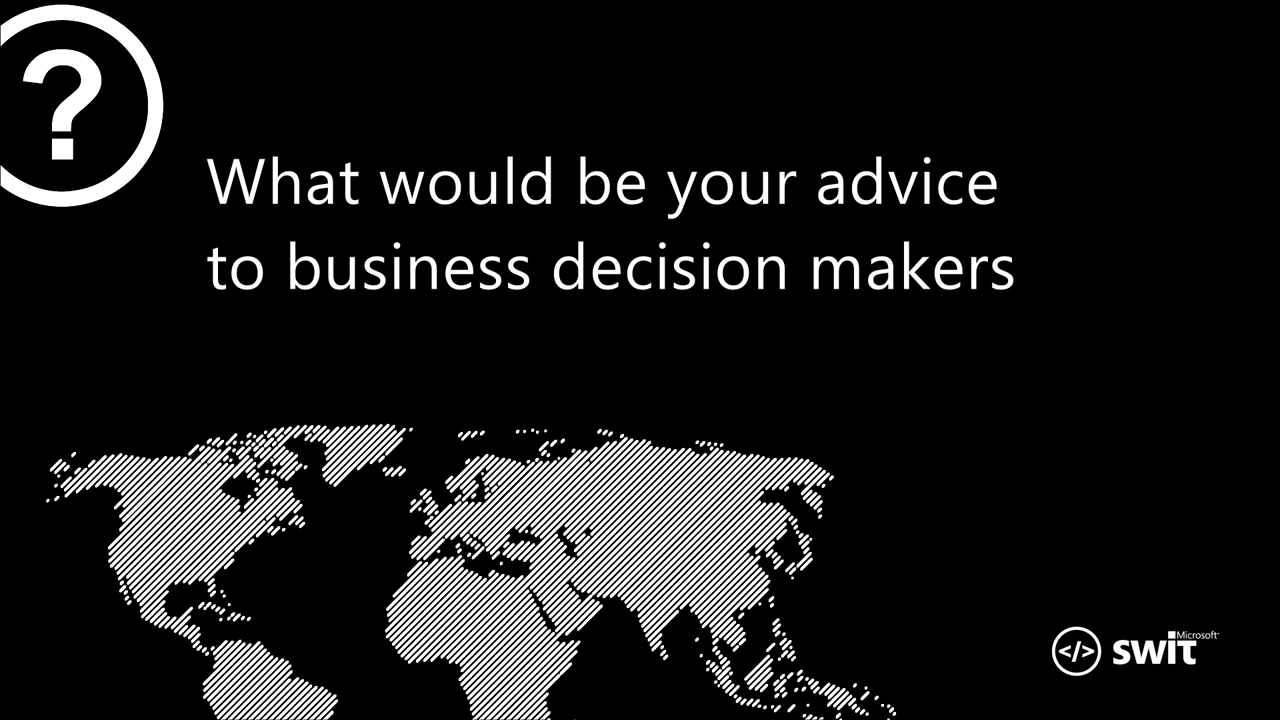 ?
What would be your advice
to business decision makers
</> swit Microsoft